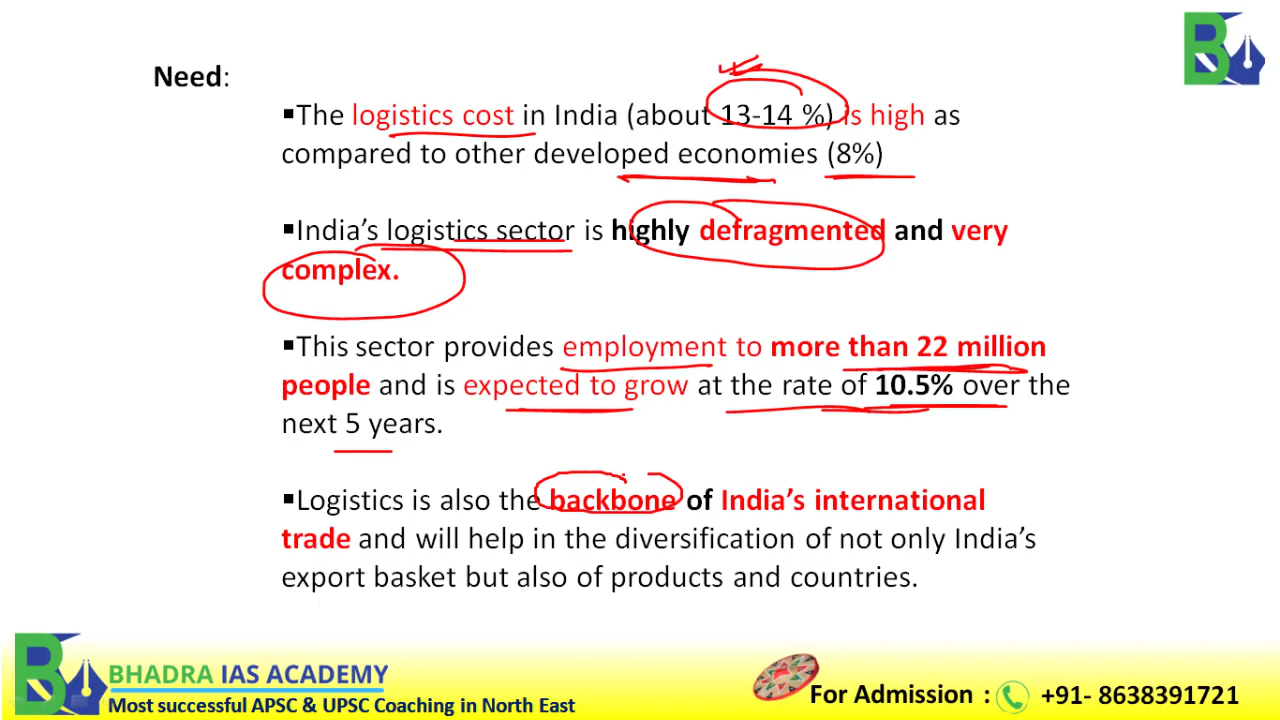 Need:
▪The logistics cost in India (about 13-14 %) is high as
compared to other developed economies (8%)
▪India's logistics sector is highly defragmented and very
complex.
▪This sector provides employment to more than 22 million
people and is expected to grow at the rate of 10.5% over the
next 5 years.
▪Logistics is also the backbone of India's international
trade and will help in the diversification of not only India's
export basket but also of products and countries.
BHADRA IAS ACADEMY
Most successful APSC & UPSC Coaching in North East
For Admission : +91- 8638391721